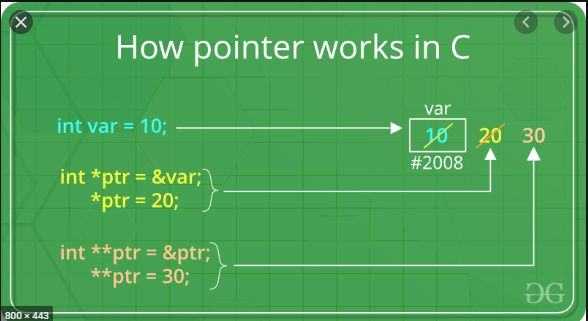 How pointer works in C
var
int var = 10;
10 20 30
#2008
int *ptr = &var;
*ptr = 20;
int **ptr = &ptr;
**ptr = 30;
GG
800 × 443